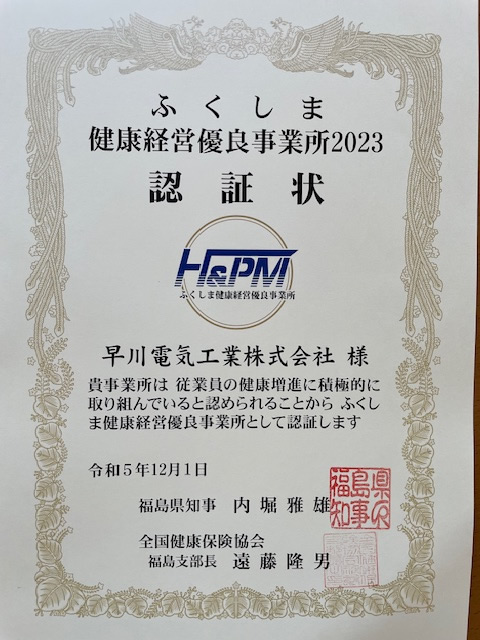 ふくしま
健康経営優良事業所2023
認証状
H&PM
ふくしま健康経営優良事業所
早川電気工業株式会社 様
貴事業所は 従業員の健康増進に積極的に
取り組んでいると認められることから ふくし
ま健康経営優良事業所として認証します
令和5年12月1日
福島県知事 内堀雅雄
全国健康保険協会
福島支部長 遠藤隆男
福島県
知事之印